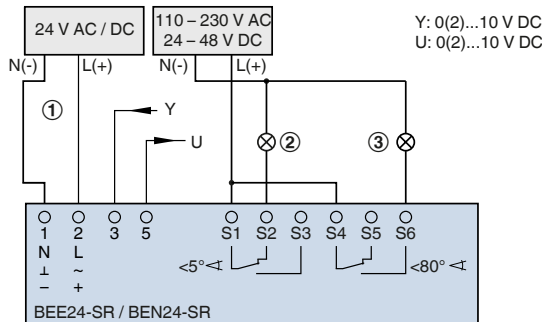 24 V AC / DC
110 – 230 V AC
24 – 48 V DC
Y: 0(2)...10 V DC
U: 0(2)...10 V DC
N(-) L(+) N(-) L(+)
① Y
U ② ③
1 2 3 5 S1 S2 S3 S4 S5 S6
N L
⊥ ~
– +
<5° <80°
BEE24-SR / BEN24-SR